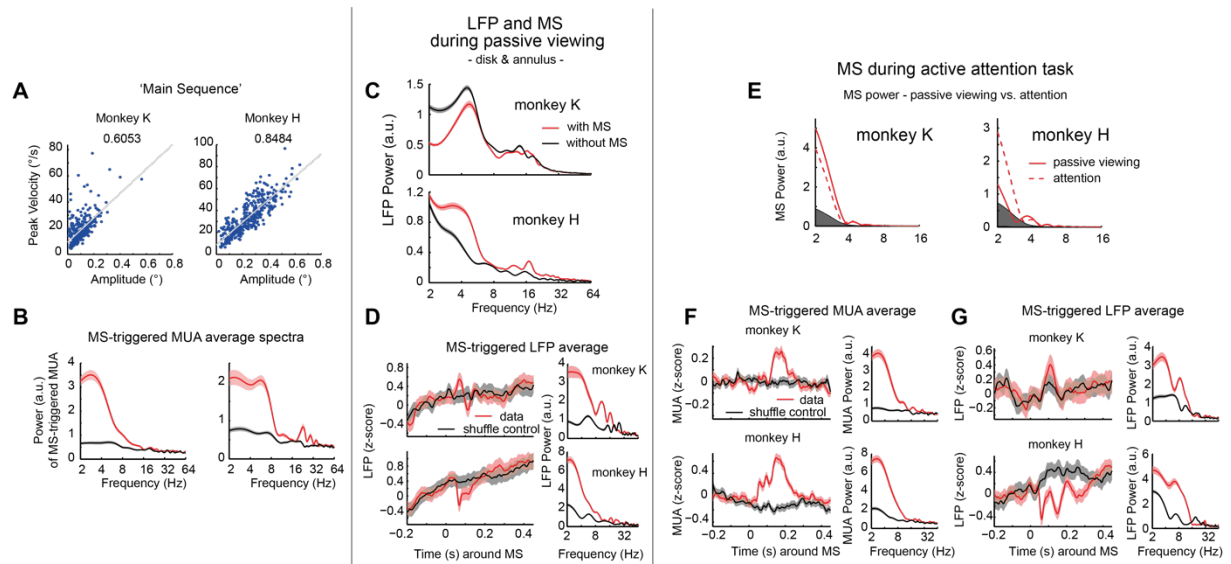 LFP and MS
during passive viewing
- disk & annulus -
MS during active attention task
A
'Main Sequence'
Monkey K
0.6053
Monkey H
0.8484
Peak Velocity (°/s)
80
60
40
20
0
100
80
60
40
20
0
0 0.2 0.4 0.6 0.8
0 0.2 0.4 0.6 0.8
Amplitude (°)
Amplitude (°)
B
MS-triggered MUA average spectra
Power (a.u.)
of MS-triggered MUA
4
3
2
1
0
3
2
1
0
2 4 8 16 32 64
2 4 8 16 32 64
Frequency (Hz)
Frequency (Hz)
C
monkey K
with MS
without MS
monkey H
LFP Power (a.u.)
1.5
1.0
0.5
0
1.2
0.8
0.4
0
2 4 8 16 32 64
Frequency (Hz)
D
MS-triggered LFP average
monkey K
data
shuffle control
monkey H
LFP (z-score)
0.4
0.2
0
−0.2
−0.4
0.8
0.4
0
−0.4
−0.2 0 0.2 0.4
Time (s) around MS
LFP Power (a.u.)
4
3
2
1
0
8
6
4
2
0
2 8 32
Frequency (Hz)
E
MS power - passive viewing vs. attention
monkey K
monkey H
passive viewing
attention
MS Power (a.u.)
4
2
0
3
2
1
0
2 4 8 16
2 4 8 16
F
MS-triggered MUA average
monkey K
data
shuffle control
monkey H
MUA (z-score)
0.2
0
−0.2
MUA (z-score)
0.4
0
−0.4
−0.2 0 0.2 0.4
Time (s) around MS
MUA Power (a.u.)
4
3
2
1
0
MUA Power (a.u.)
8
6
4
2
0
2 8 32
Frequency (Hz)
G
MS-triggered LFP average
monkey K
monkey H
LFP (z-score)
0.4
0.2
0
−0.2
LFP (z-score)
0.4
0
−0.4
−0.2 0 0.2 0.4
Time (s) around MS
LFP Power (a.u.)
4
3
2
1
0
LFP Power (a.u.)
6
4
2
0
2 8 32
Frequency (Hz)